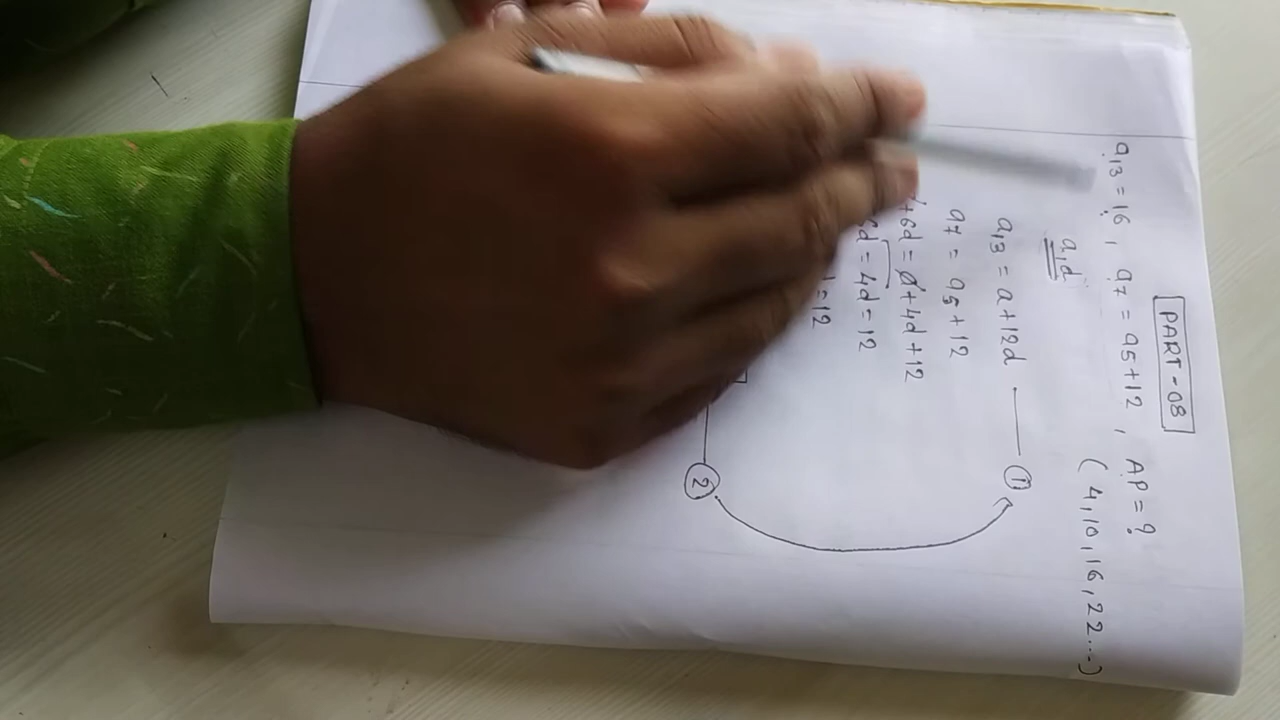 PART-08
a13 = 16, a7 = a5+12, AP = ?
(4,10,16,22...)
a,d
a13 = a+12d ①
a7 = a5+12
+6d = a+4d+12
6d = 4d = 12
=12
②